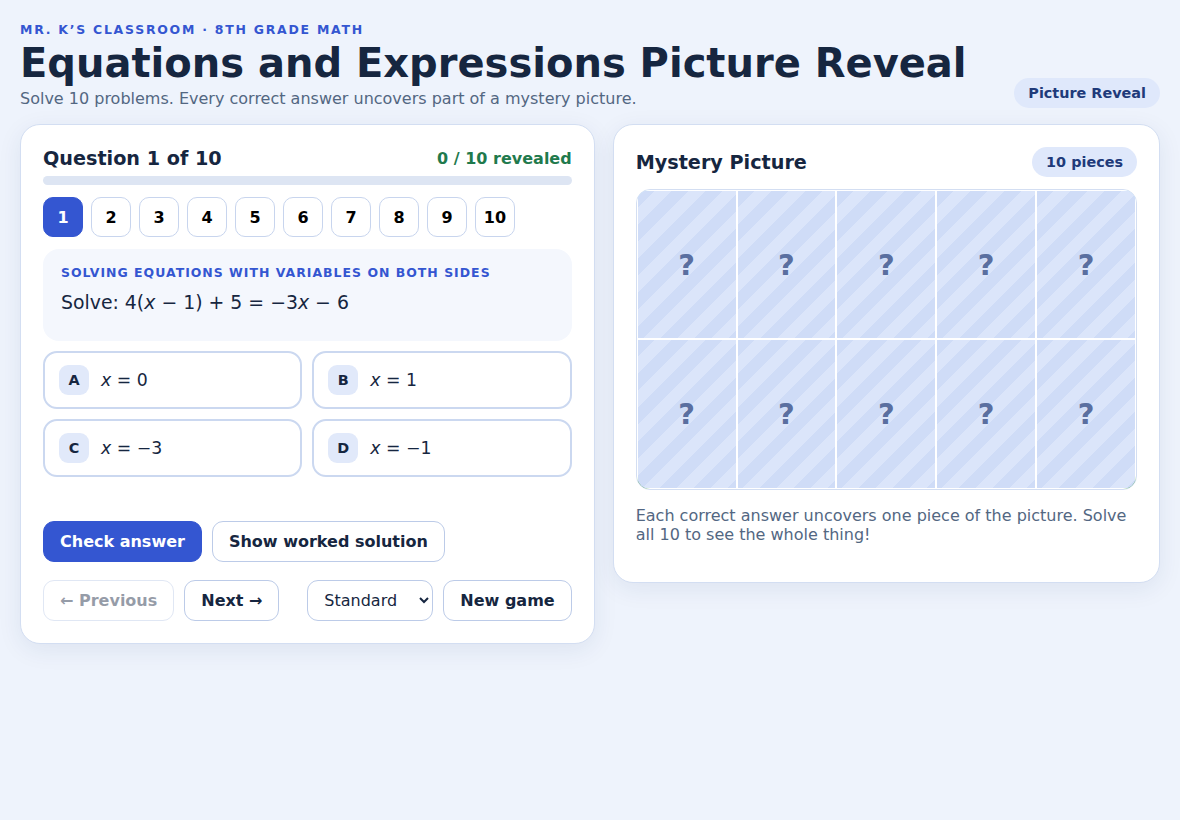 MR. K’S CLASSROOM · 8TH GRADE MATH
Equations and Expressions Picture Reveal
Solve 10 problems. Every correct answer uncovers part of a mystery picture.
Picture Reveal
Question 1 of 10
0 / 10 revealed
1 2 3 4 5 6 7 8 9 10
SOLVING EQUATIONS WITH VARIABLES ON BOTH SIDES
Solve: 4(x − 1) + 5 = −3x − 6
A x = 0
B x = 1
C x = −3
D x = −1
Check answer
Show worked solution
← Previous
Next →
Standard
New game
Mystery Picture
10 pieces
? ? ? ? ?
? ? ? ? ?
Each correct answer uncovers one piece of the picture. Solve
all 10 to see the whole thing!